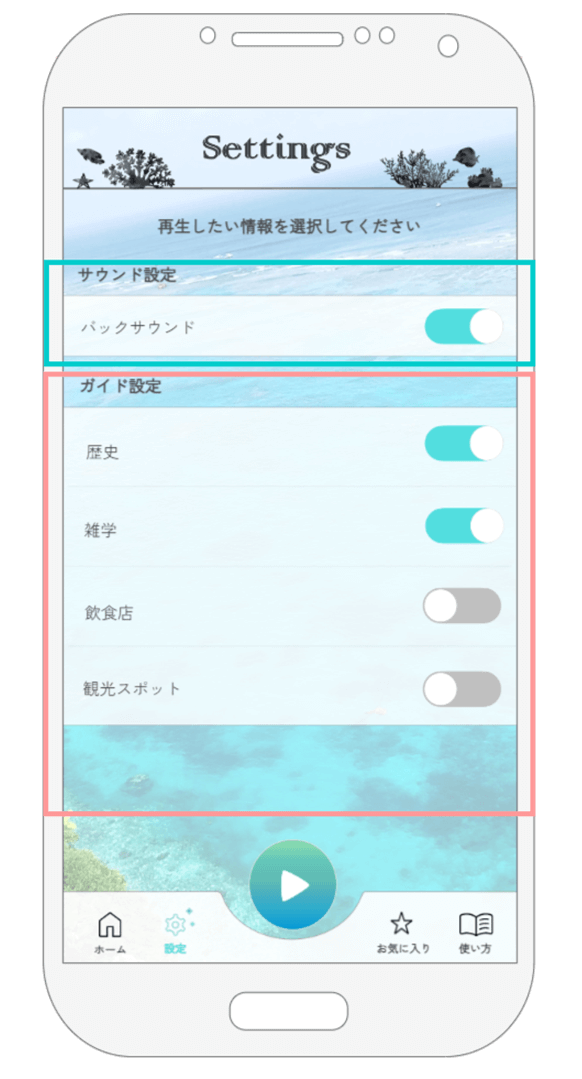 Settings
再生したい情報を選択してください
サウンド設定
バックサウンド
ガイド設定
歴史
雑学
飲食店
観光スポット
ホーム
設定
お気に入り
使い方